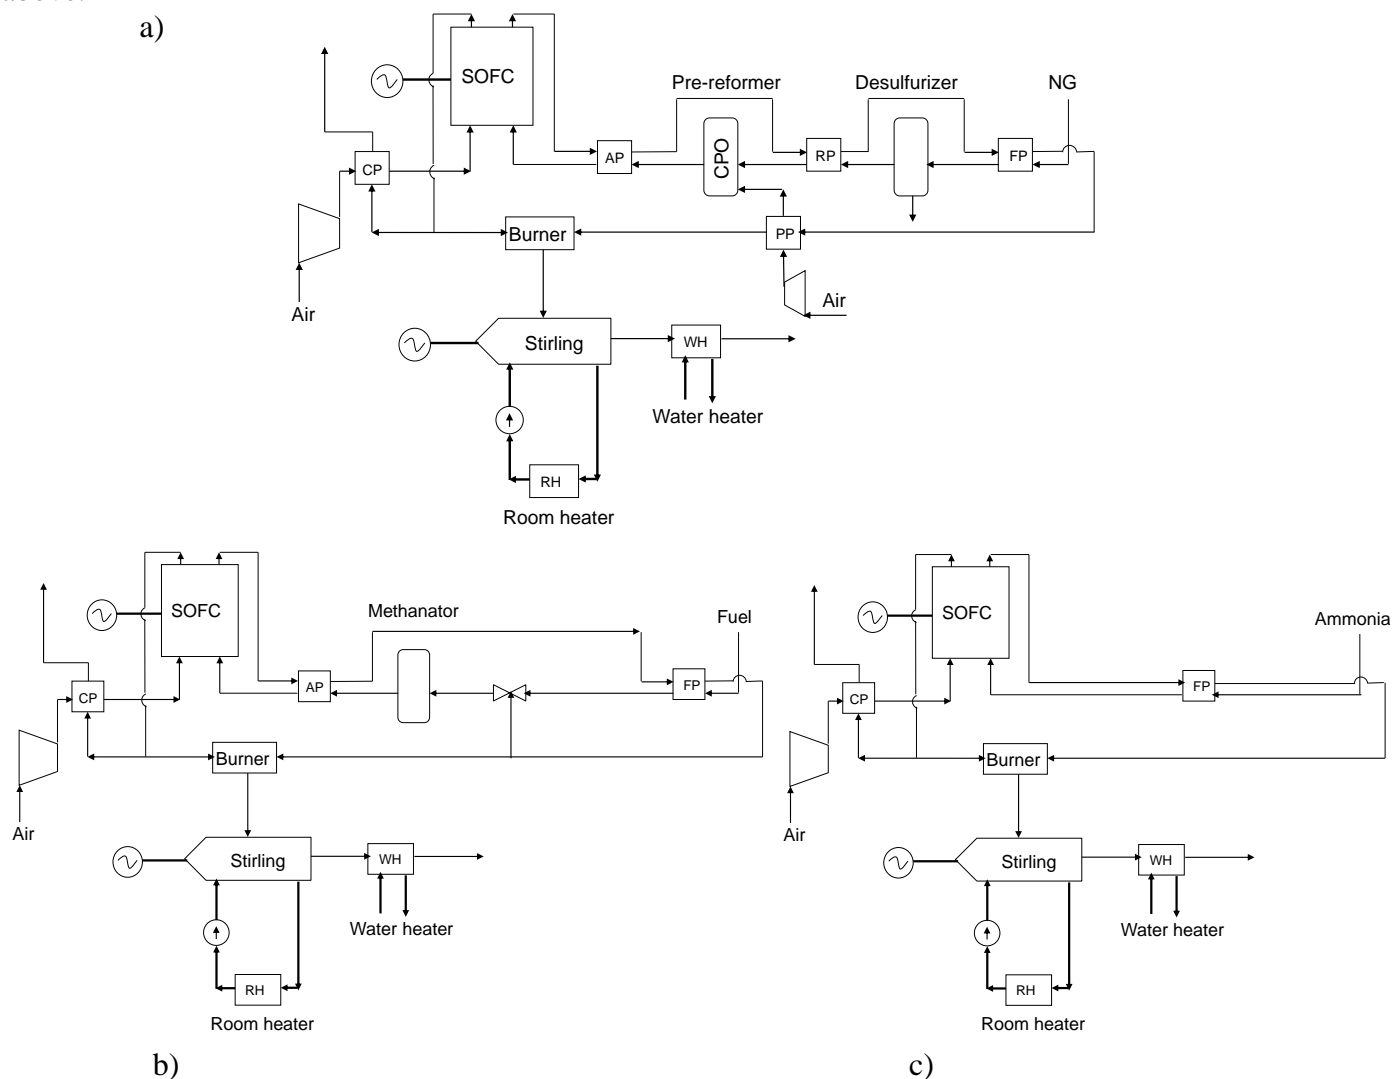 a)
SOFC
Pre-reformer
Desulfurizer
NG
AP
CPO
RP
FP
CP
Burner
PP
Air
Air
Stirling
WH
Water heater
RH
Room heater
SOFC
Methanator
Fuel
AP
FP
CP
Burner
Air
Stirling
WH
Water heater
RH
Room heater
b)
SOFC
Ammonia
FP
CP
Burner
Air
Stirling
WH
Water heater
RH
Room heater
c)